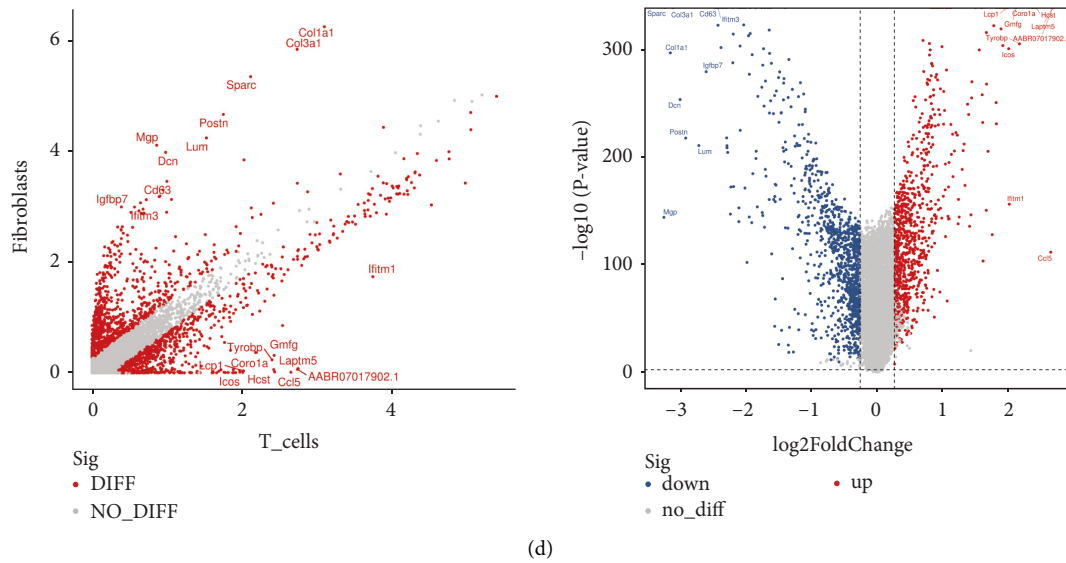 Fibroblasts
6
4
2
0
Col1a1
Col3a1
Sparc
Postn
Mgp
Lum
Dcn
Cd63
Igfbp7
Ifitm3
Ifitm1
Tyrobp
Gmfg
Lcp1
Coro1a
Laptm5
Icos
Hcst
Ccl5
AABR07017902.1
0
2
4
T_cells
Sig
DIFF
NO_DIFF
−log10 (P-value)
300
200
100
0
Sparc
Col3a1
Cd63
Ifitm3
Col1a1
Igfbp7
Dcn
Postn
Lum
Mgp
Lcp1
Coro1a
Hcst
Gmfg
Laptm5
Tyrobp
AABR07017902.
Icos
Ifitm1
Ccl5
−3
−2
−1
0
1
2
log2FoldChange
Sig
down
up
no_diff
(d)